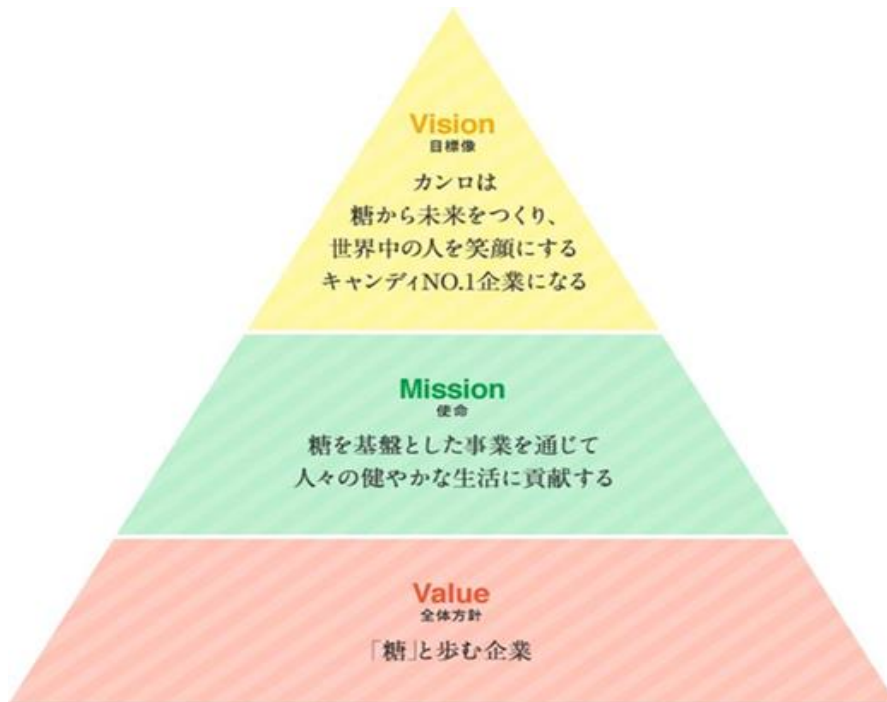 Vision
目標像
カンロは
糖から未来をつくり、
世界中の人を笑顔にする
キャンディNO.1企業になる
Mission
使命
糖を基盤とした事業を通じて
人々の健やかな生活に貢献する
Value
全体方針
「糖」と歩む企業